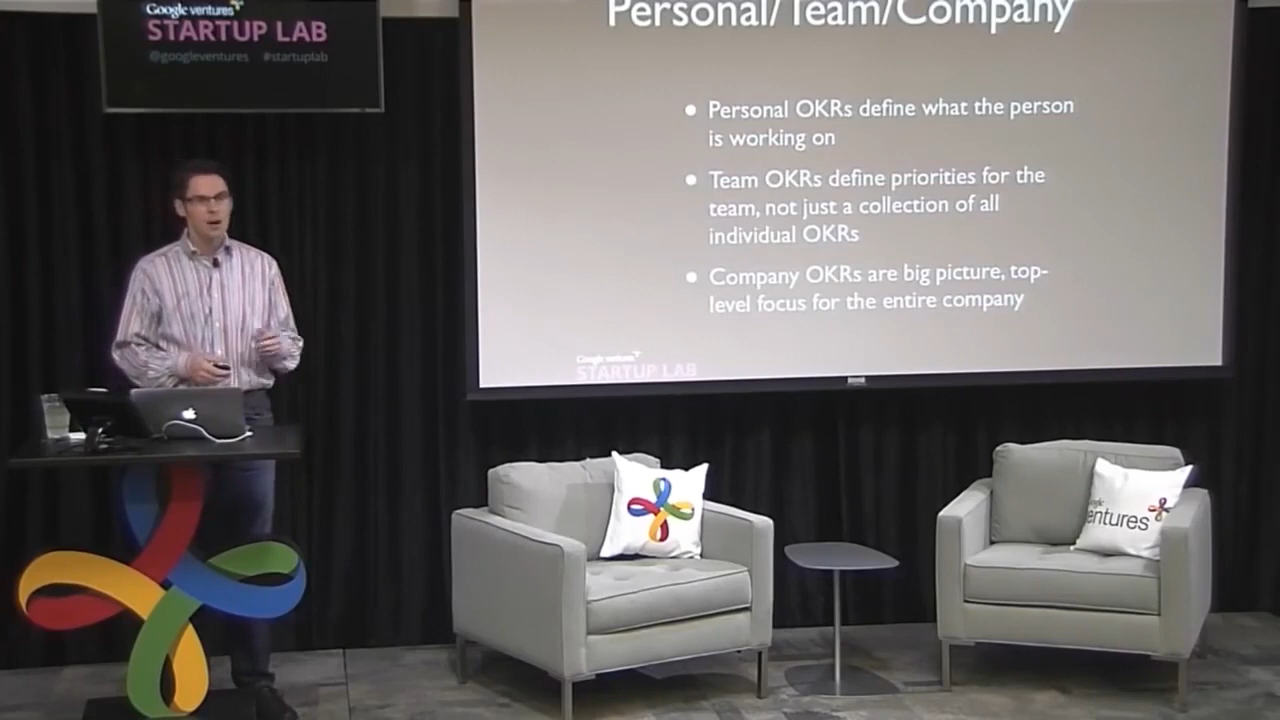 Google ventures
STARTUP LAB
@googleventures #startuplab
Personal/Team/Company
• Personal OKRs define what the person
is working on
• Team OKRs define priorities for the
team, not just a collection of all
individual OKRs
• Company OKRs are big picture, top-
level focus for the entire company
Google ventures
STARTUP LAB
entures